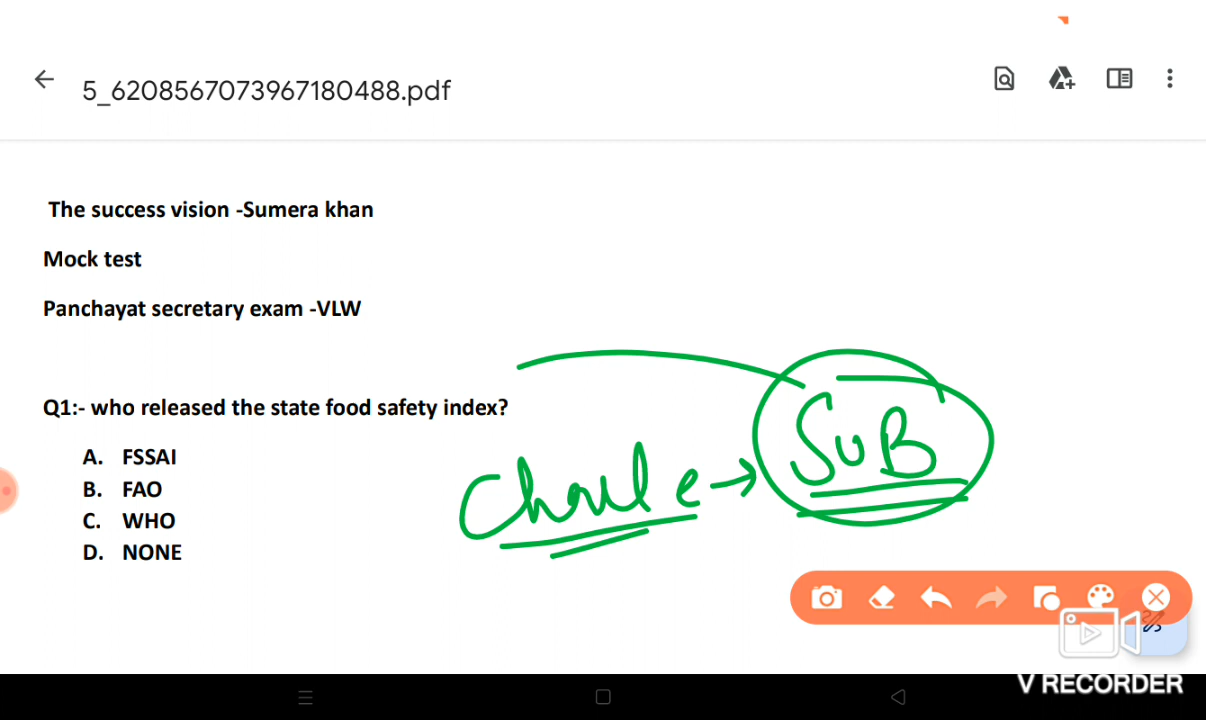 5_6208567073967180488.pdf
The success vision -Sumera khan
Mock test
Panchayat secretary exam -VLW
Q1:- who released the state food safety index?
A. FSSAI
B. FAO
C. WHO
D. NONE
SUB
V RECORDER